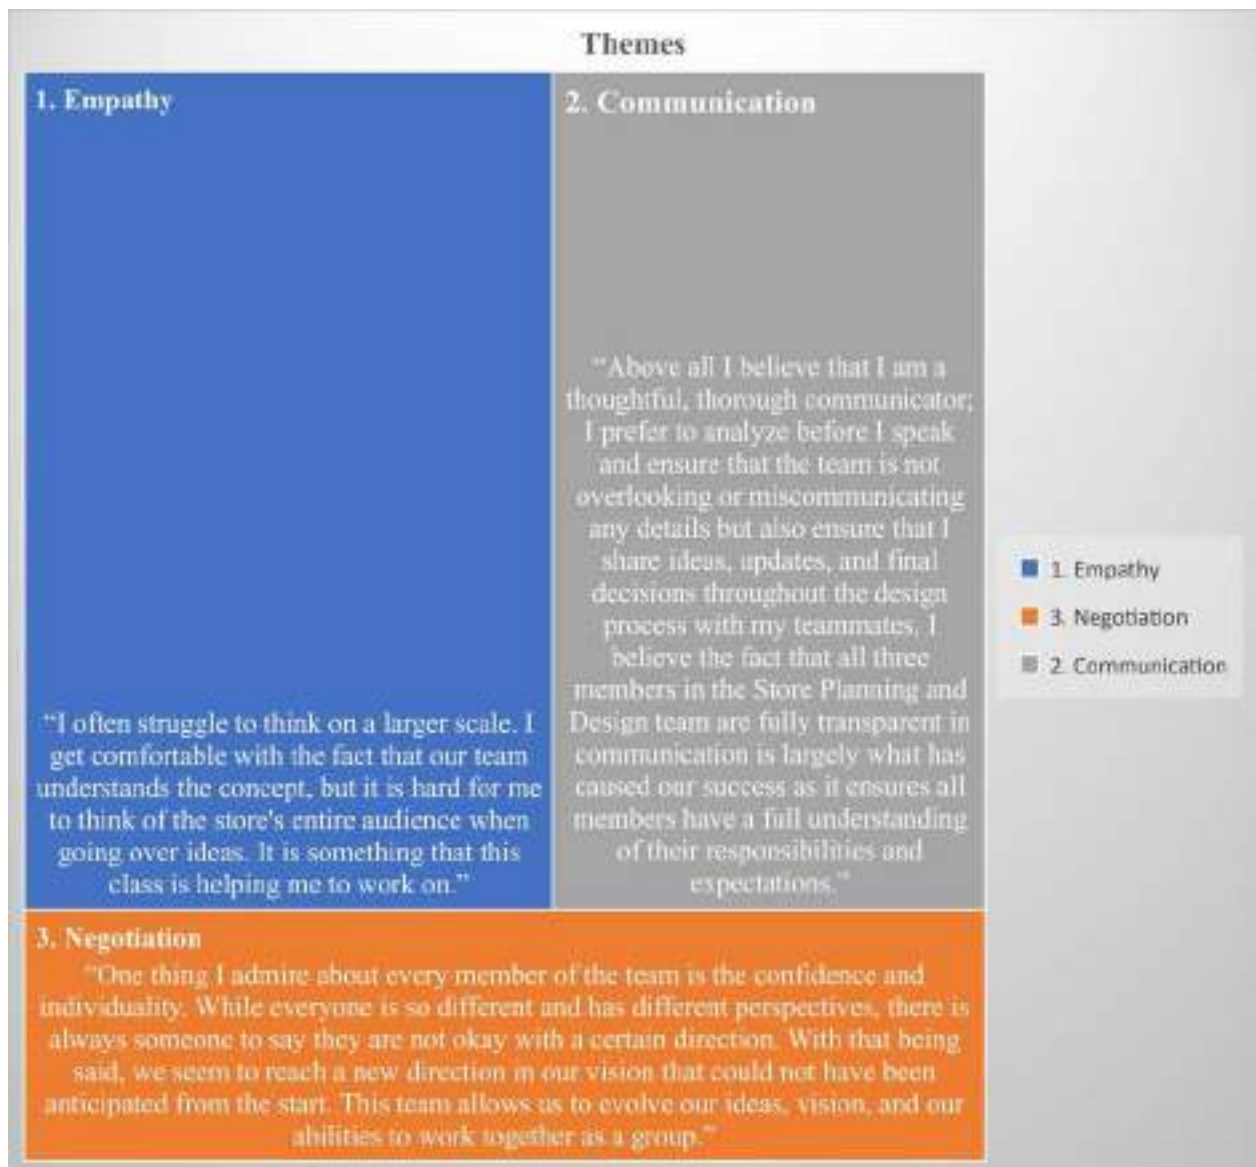 Themes
1. Empathy
“I often struggle to think on a larger scale. I
get comfortable with the fact that our team
understands the concept, but it is hard for me
to think of the store's entire audience when
going over ideas. It is something that this
class is helping me to work on.”
2. Communication
“Above all I believe that I am a
thoughtful, thorough communicator;
I prefer to analyze before I speak
and ensure that the team is not
overlooking or miscommunicating
any details but also ensure that I
share ideas, updates, and final
decisions throughout the design
process with my teammates. I
believe the fact that all three
members in the Store Planning and
Design team are fully transparent in
communication is largely what has
caused our success as it ensures all
members have a full understanding
of their responsibilities and
expectations.”
3. Negotiation
“One thing I admire about every member of the team is the confidence and
individuality. While everyone is so different and has different perspectives, there is
always someone to say they are not okay with a certain direction. With that being
said, we seem to reach a new direction in our vision that could not have been
anticipated from the start. This team allows us to evolve our ideas, vision, and our
abilities to work together as a group.”
1. Empathy
3. Negotiation
2. Communication